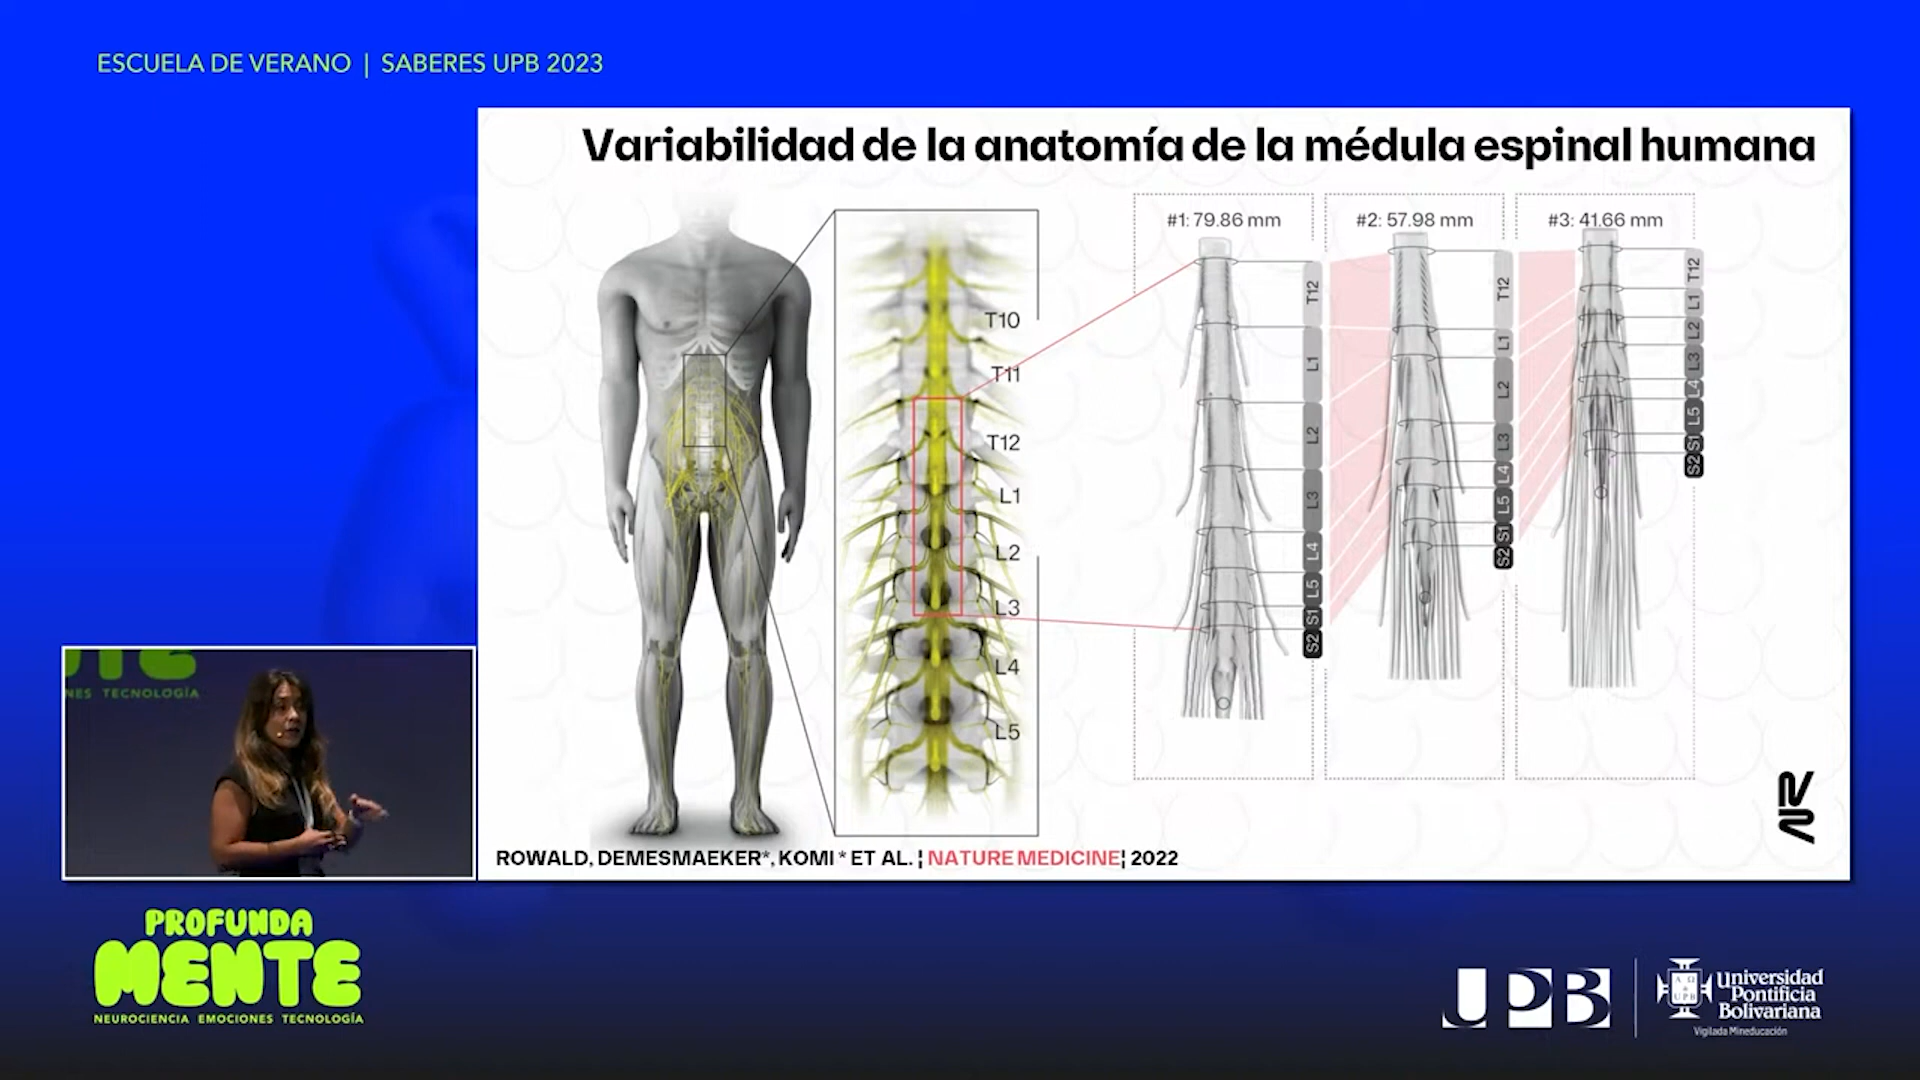 ESCUELA DE VERANO | SABERES UPB 2023
Variabilidad de la anatomía de la médula espinal humana
#1: 79.86 mm
#2: 57.98 mm
#3: 41.66 mm
T10
T11
T12
L1
L2
L3
L4
L5
T12
L1
L2
L3
L4
L5
S1
S2
T12
L1
L2
L3
L4
L5
S1
S2
T12
L1
L2
L3
L4
L5
S1
S2
NES TECNOLOGÍA
ROWALD, DEMESMAEKER*, KOMI * ET AL. ¦ NATURE MEDICINE¦ 2022
PROFUNDA
MENTE
NEUROCIENCIA EMOCIONES TECNOLOGÍA
UPB
Universidad
Pontificia
Bolivariana
Vigilada Mineducación